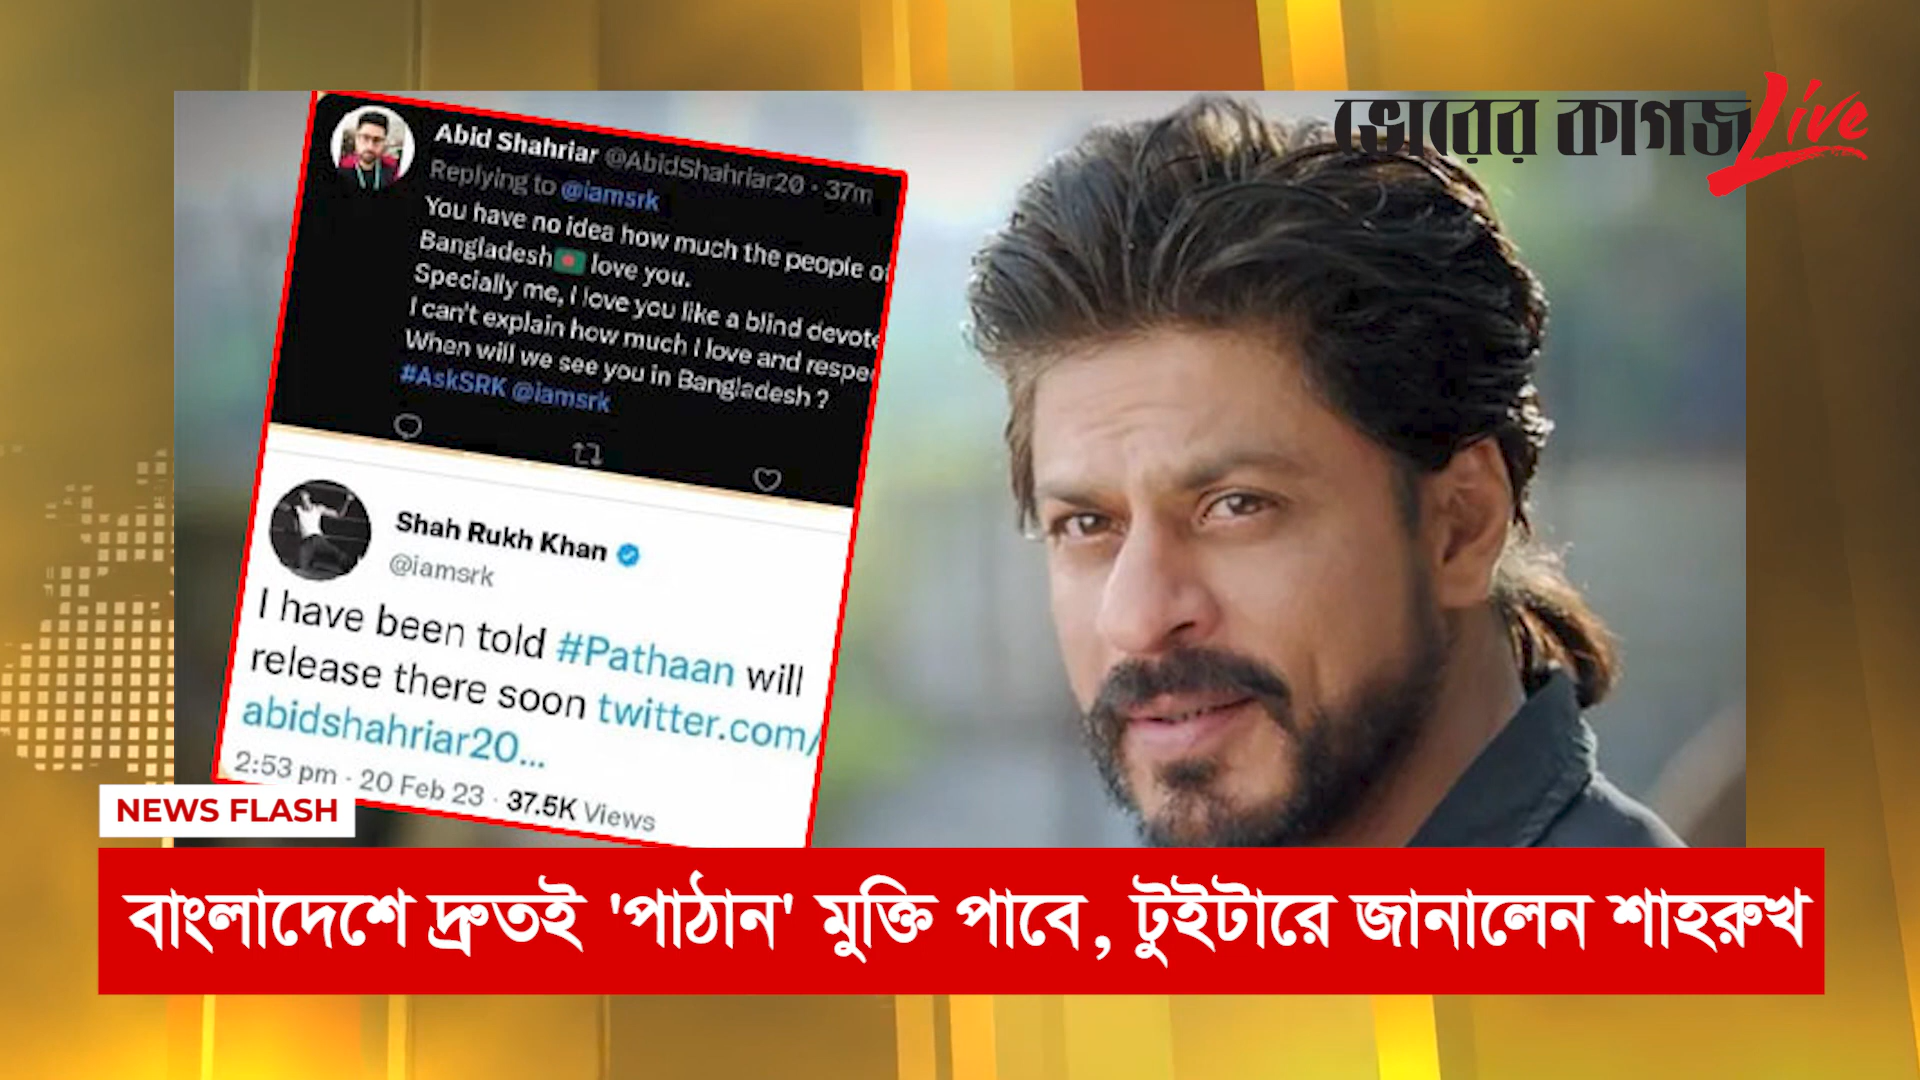 ভোরের কাগজ Live
Abid Shahriar @AbidShahriar20 · 37m
Replying to @iamsrk
You have no idea how much the people of
Bangladesh🇧🇩 love you.
Specially me, I love you like a blind
I can't explain how much I love and
When will we see you in Bangladesh ?
#AskSRK @iamsrk
Shah Rukh Khan
@iamsrk
I have been told #Pathaan will
release there soon twitter.com/
abidshahriar20...
2:53 pm · 20 Feb 23 · 37.5K Views
NEWS FLASH
বাংলাদেশে দ্রুতই 'পাঠান' মুক্তি পাবে, টুইটারে জানালেন শাহরুখ